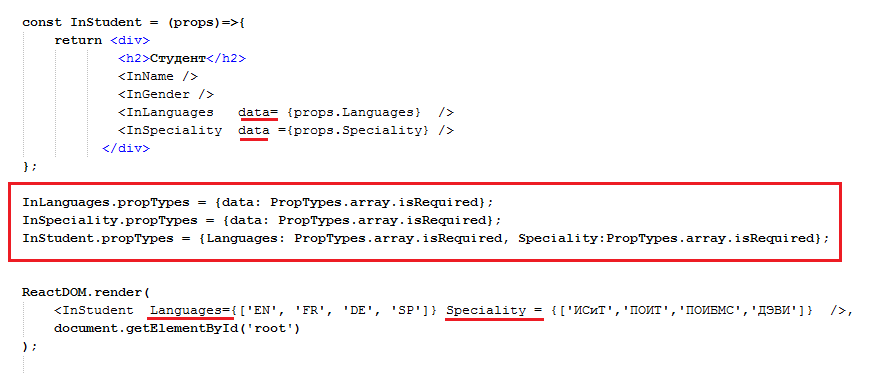 const InStudent = (props)=>{
return <div>
<h2>Студент</h2>
<InName />
<InGender />
<InLanguages data= {props.Languages} />
<InSpeciality data ={props.Speciality} />
</div>
};
InLanguages.propTypes = {data: PropTypes.array.isRequired};
InSpeciality.propTypes = {data: PropTypes.array.isRequired};
InStudent.propTypes = {Languages: PropTypes.array.isRequired, Speciality:PropTypes.array.isRequired};
ReactDOM.render(
<InStudent Languages={['EN', 'FR', 'DE', 'SP']} Speciality = {['ИСиТ','ПОИТ','ПОИБМС','ДЭВИ']} />,
document.getElementById('root')
);